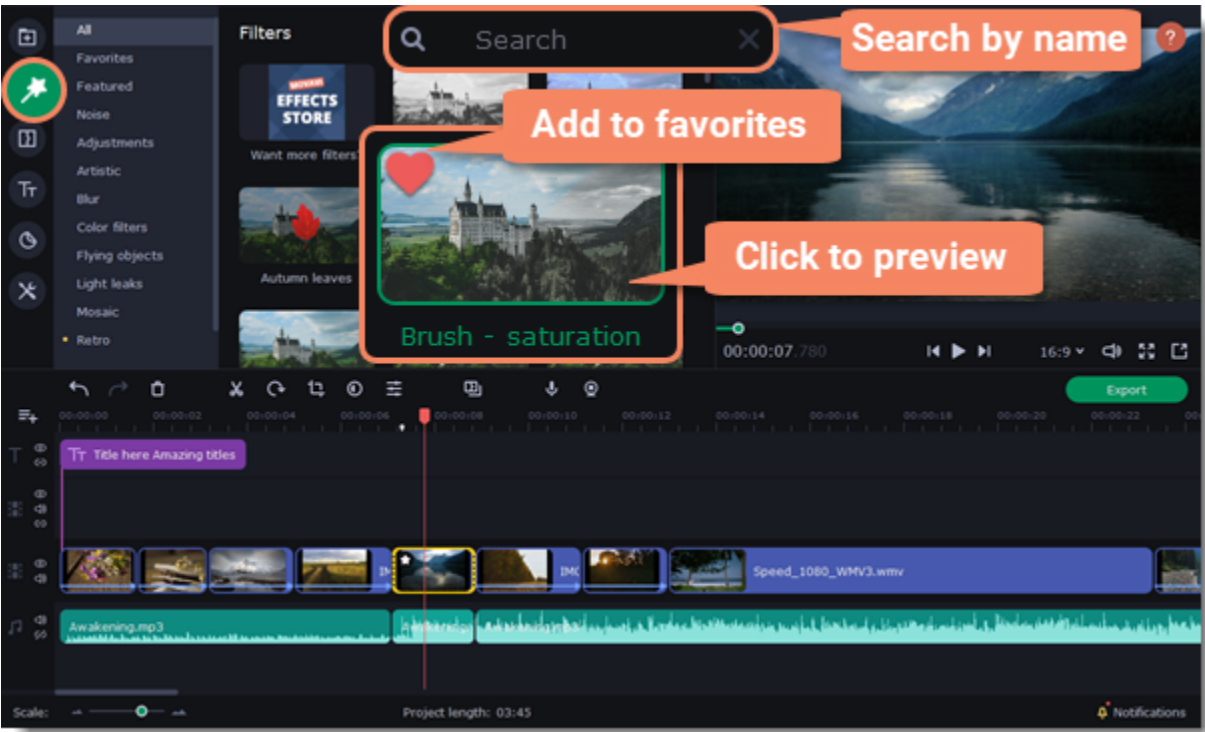 All
Favorites
Featured
Noise
Adjustments
Artistic
Blur
Color filters
Flying objects
Light leaks
Mosaic
Retro
Filters
MOVAVI
EFFECTS
STORE
Want more filters?
Autumn leaves
Search
Search by name
?
Add to favorites
Click to preview
Brush - saturation
00:00:07.780
16:9
Export
00:00:00 00:00:02 00:00:04 00:00:06 00:00:08 00:00:10 00:00:12 00:00:14 00:00:16 00:00:18 00:00:20 00:00:22
Title here Amazing titles
IMG
Speed_1080_WMV3.wmv
Awakening.mp3
Scale:
Project length: 03:45
Notifications